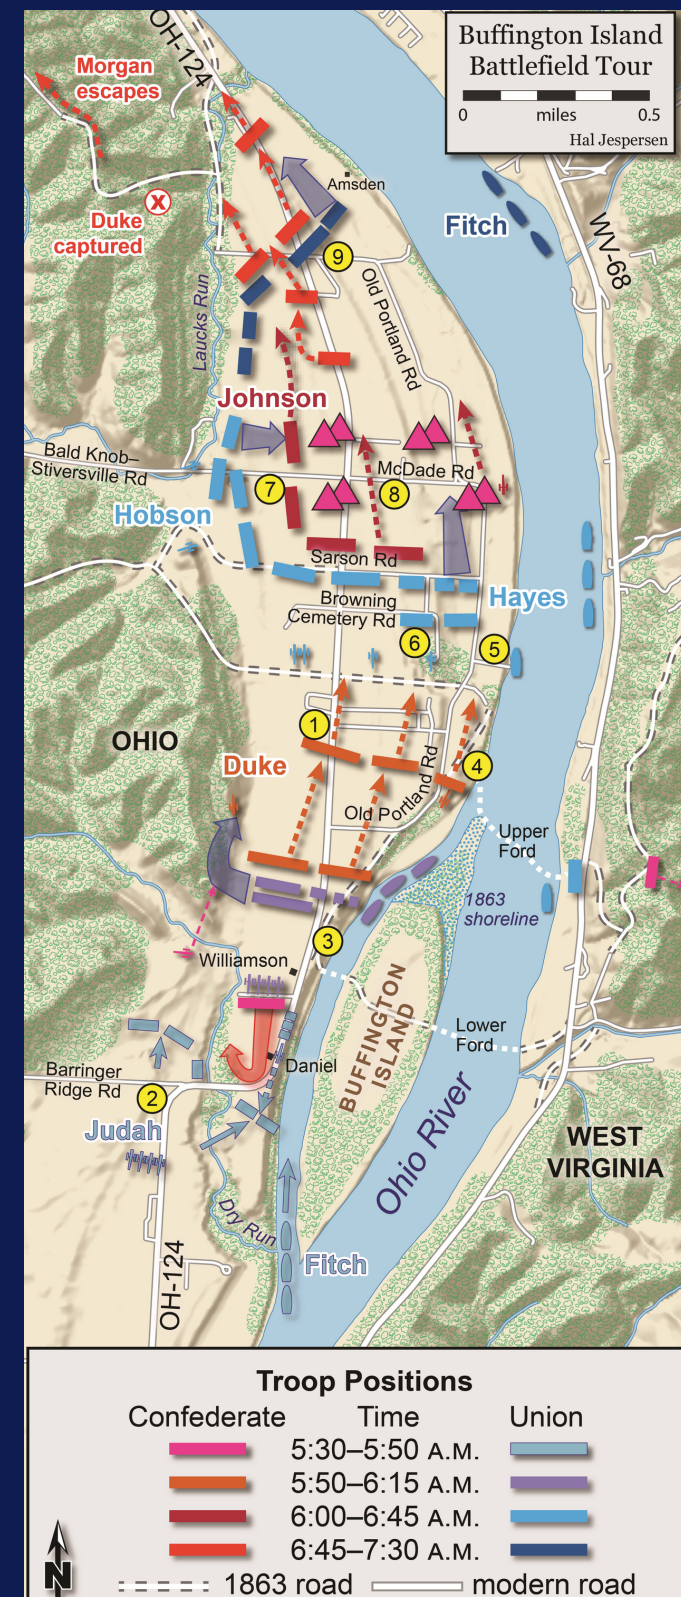 Buffington Island
Battlefield Tour
0 miles 0.5
Hal Jespersen
OH-124
Morgan
escapes
Amsden
Duke
captured
X
Fitch
WV-68
9
Old Portland Rd
Laucks Run
Johnson
Bald Knob–
Stiversville Rd
McDade Rd
7
8
Hobson
Sarson Rd
Hayes
Browning
Cemetery Rd
6
5
1
OHIO
Duke
4
Old Portland Rd
Upper
Ford
1863
shoreline
3
Williamson
BUFFINGTON
ISLAND
Lower
Ford
Daniel
Barringer
Ridge Rd
2
Judah
WEST
VIRGINIA
Ohio River
Dry Run
Fitch
OH-124
Troop Positions
Confederate Time Union
5:30–5:50 A.M.
5:50–6:15 A.M.
6:00–6:45 A.M.
6:45–7:30 A.M.
N
1863 road modern road